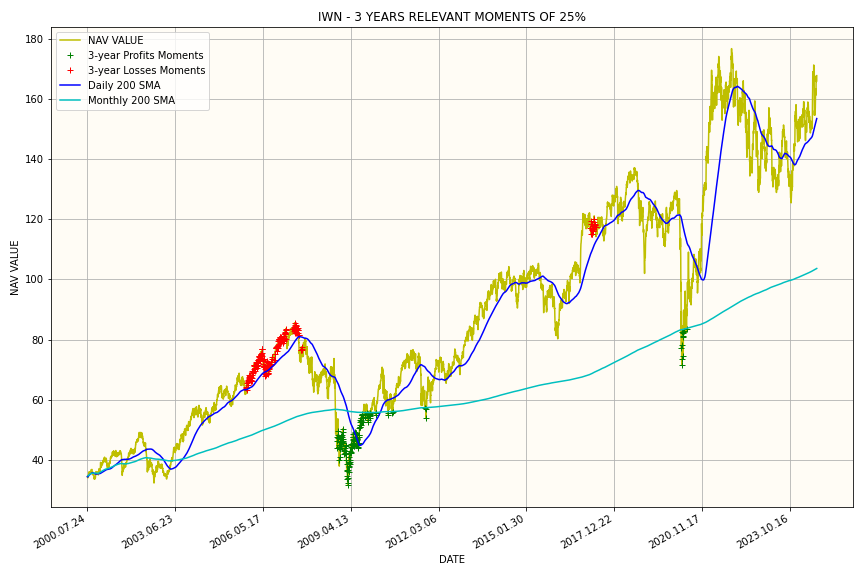 IWN - 3 YEARS RELEVANT MOMENTS OF 25%
NAV VALUE
3-year Profits Moments
3-year Losses Moments
Daily 200 SMA
Monthly 200 SMA
180
160
140
120
100
80
60
40
NAV VALUE
2000.07.24
2003.06.23
2006.05.17
2009.04.13
2012.03.06
2015.01.30
2017.12.22
2020.11.17
2023.10.16
DATE